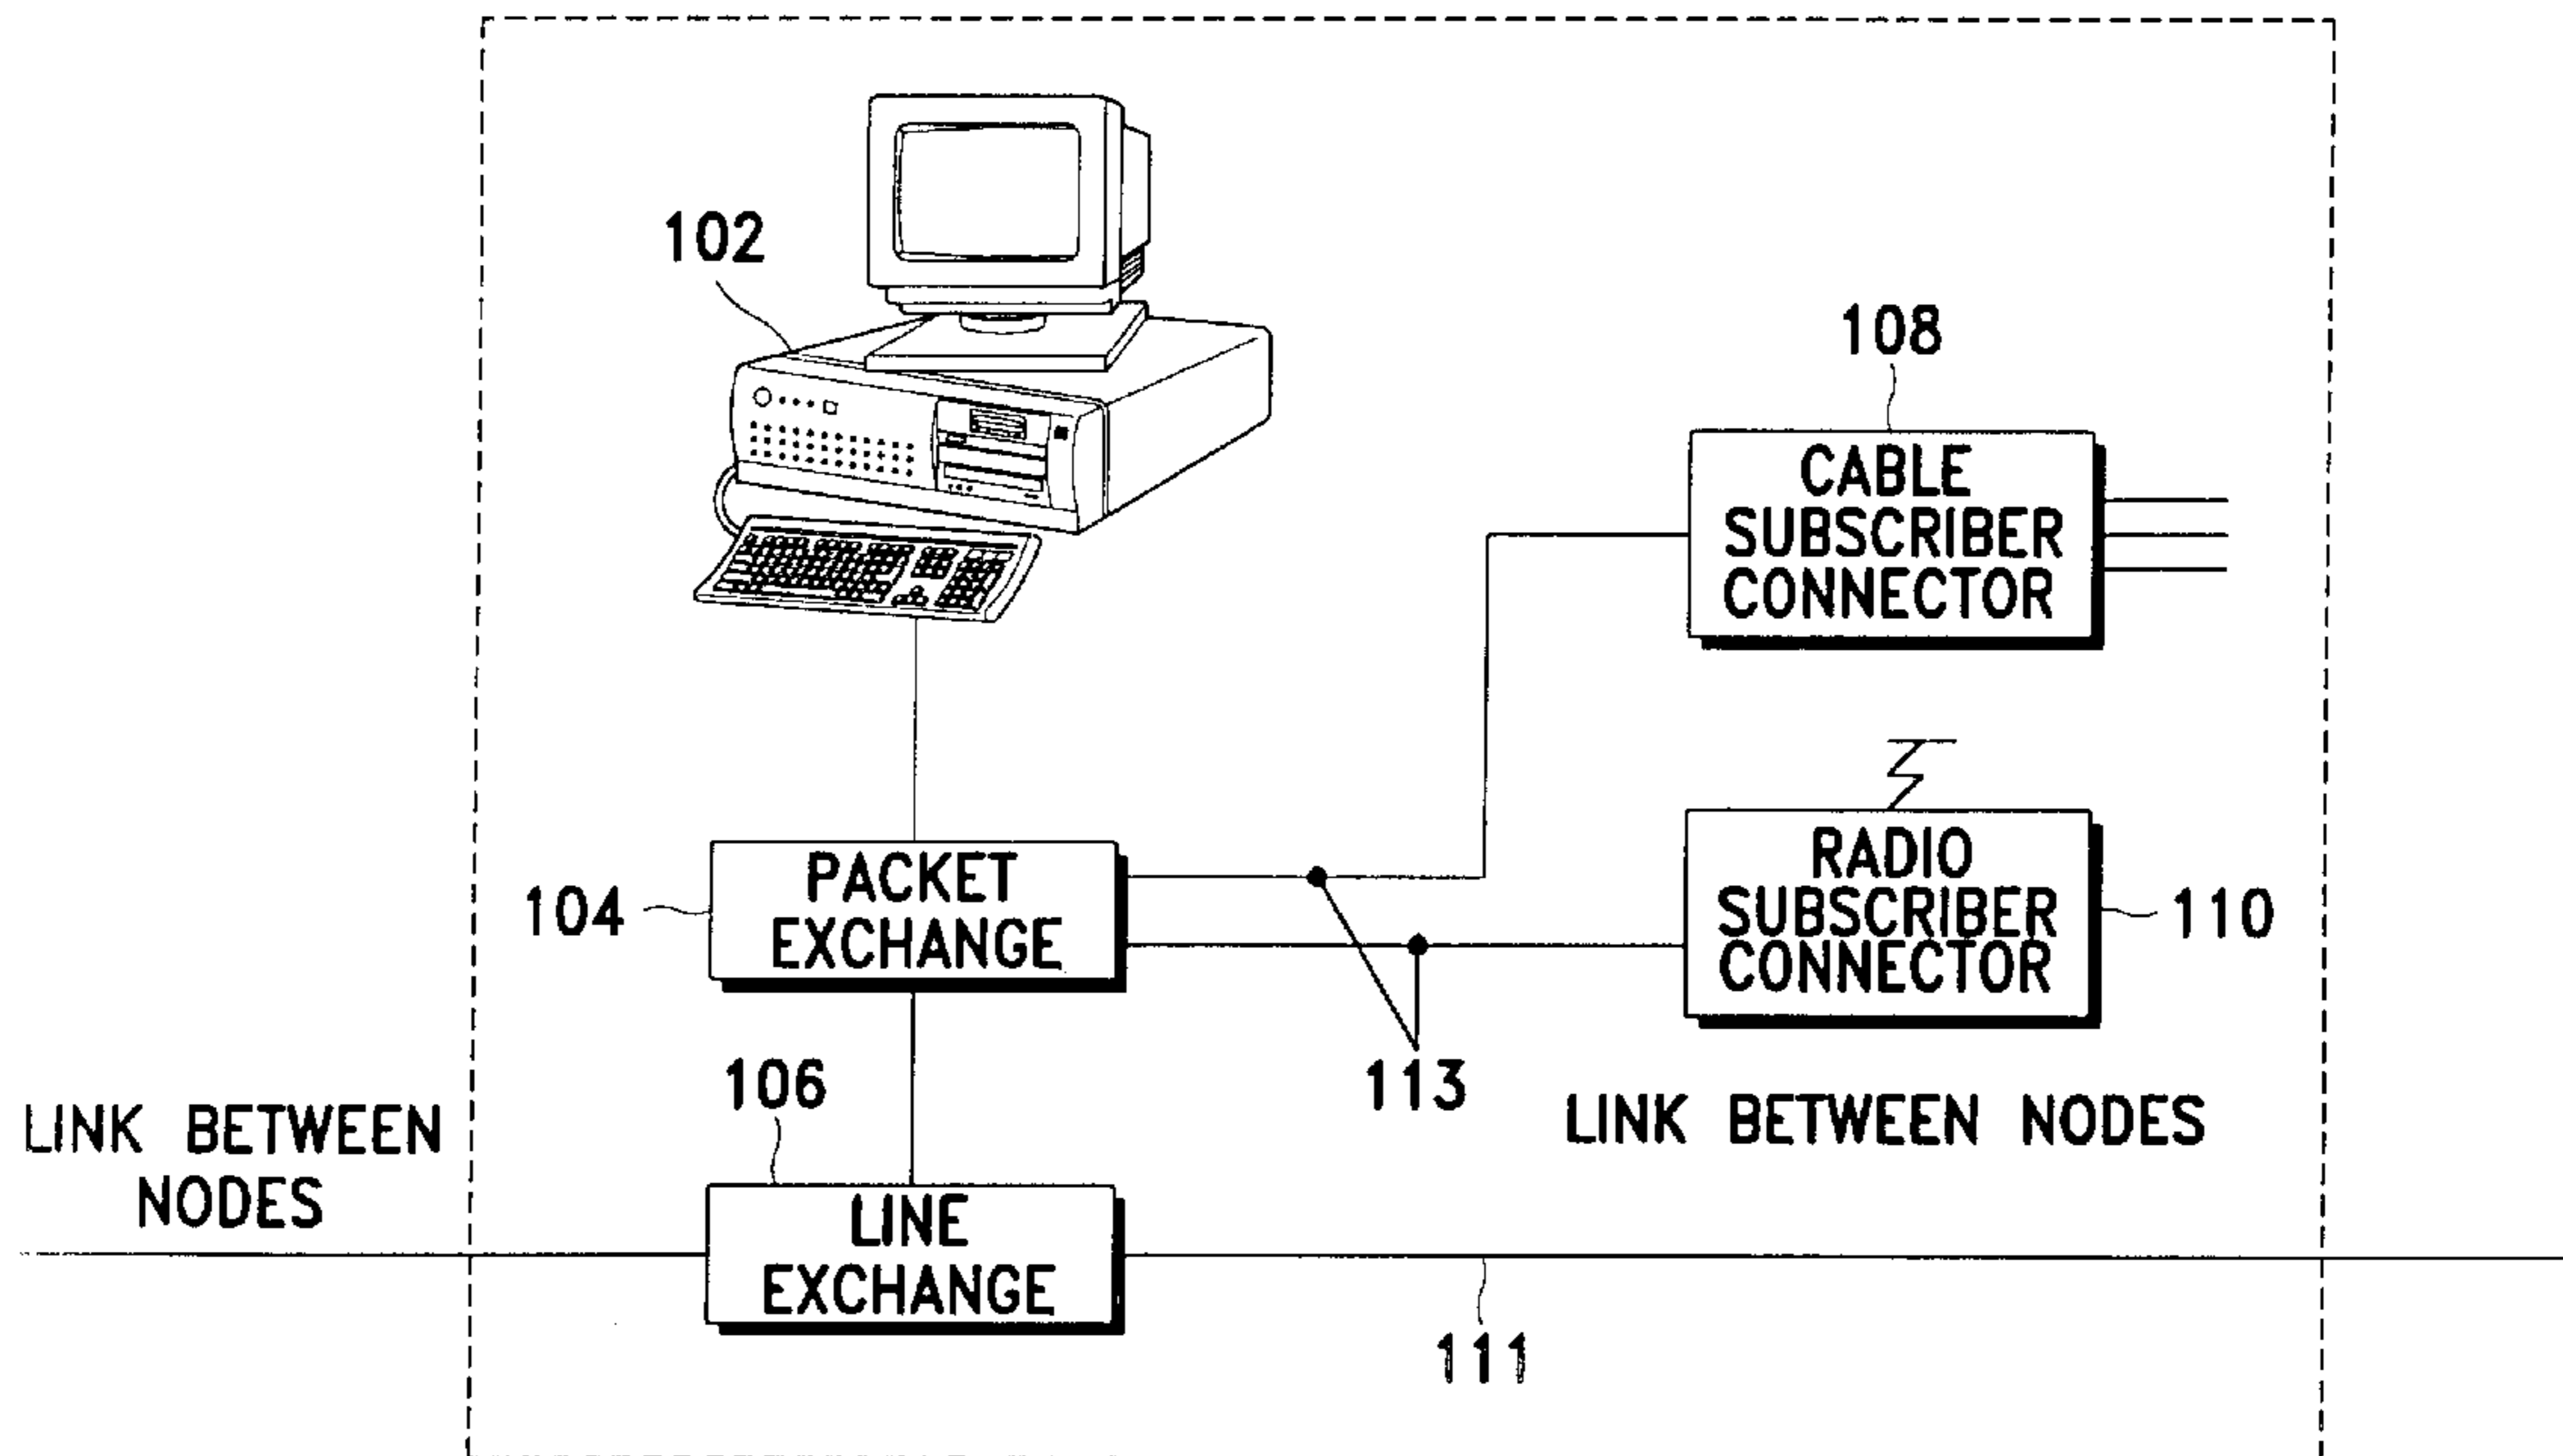 102
108
CABLE
SUBSCRIBER
CONNECTOR
PACKET
EXCHANGE
104
RADIO
SUBSCRIBER
CONNECTOR
110
106
113
LINK BETWEEN
NODES
LINK BETWEEN NODES
LINE
EXCHANGE
111